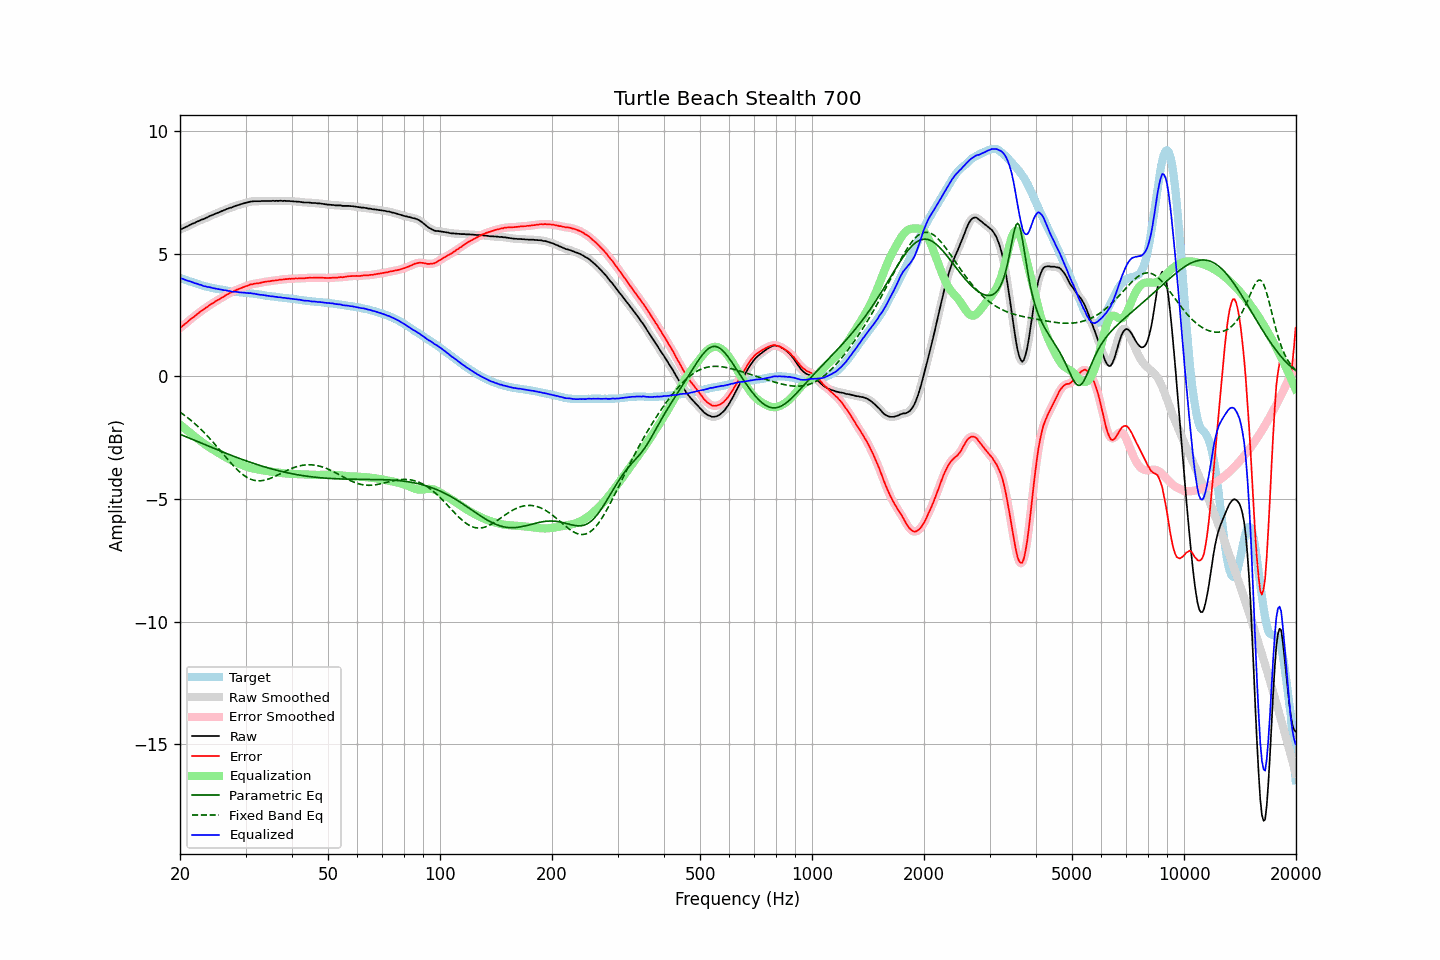 Turtle Beach Stealth 700
Amplitude (dBr)
10
5
0
−5
−10
−15
Target
Raw Smoothed
Error Smoothed
Raw
Error
Equalization
Parametric Eq
Fixed Band Eq
Equalized
20 50 100 200 500 1000 2000 5000 10000 20000
Frequency (Hz)